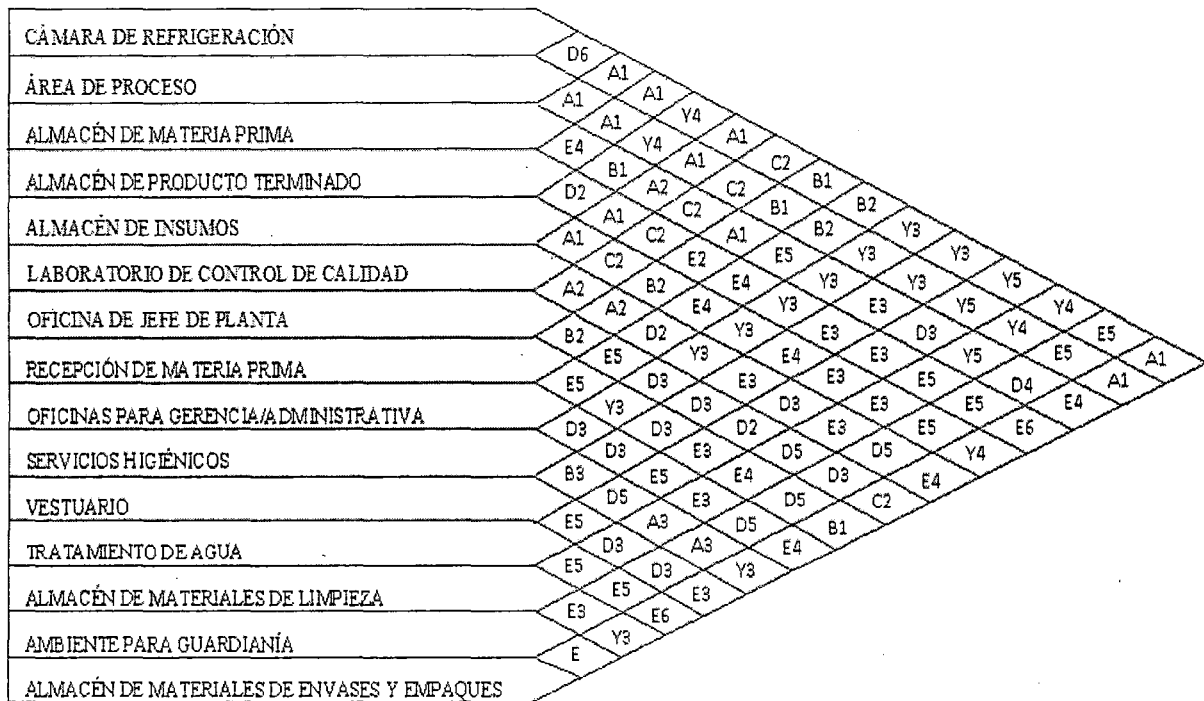 CÁMARA DE REFRIGERACIÓN
D6 A1 A1 Y4 A1 C2 B1 B2 Y3 Y3 Y5 Y4 E5 A1
ÁREA DE PROCESO
A1 A1 Y4 A1 C2 B1 B2 Y3 Y3 Y5 Y4 E5 A1
ALMACÉN DE MATERIA PRIMA
E4 B1 A2 C2 A1 E5 Y3 E3 D3 Y5 D4 E4
ALMACÉN DE PRODUCTO TERMINADO
D2 A1 C2 E2 E4 Y3 E3 E3 E5 E5 E6
ALMACÉN DE INSUMOS
A1 C2 B2 E4 Y3 E4 E3 E3 E5 Y4
LABORATORIO DE CONTROL DE CALIDAD
A2 A2 D2 Y3 E3 D3 E3 D5 E4
OFICINA DE JEFE DE PLANTA
B2 E5 D3 D3 D2 D5 D3 C2
RECEPCIÓN DE MATERIA PRIMA
E5 Y3 D3 E3 E4 D5 B1
OFICINAS PARA GERENCIA/ADMINISTRATIVA
D3 D3 E5 E3 D5 E4
SERVICIOS HIGIÉNICOS
B3 D5 A3 A3 Y3
VESTUARIO
E5 D3 D3 E3
TRATAMIENTO DE AGUA
E5 E5 E6
ALMACÉN DE MATERIALES DE LIMPIEZA
E3 Y3
AMBIENTE PARA GUARDIANÍA
E
ALMACÉN DE MATERIALES DE ENVASES Y EMPAQUES